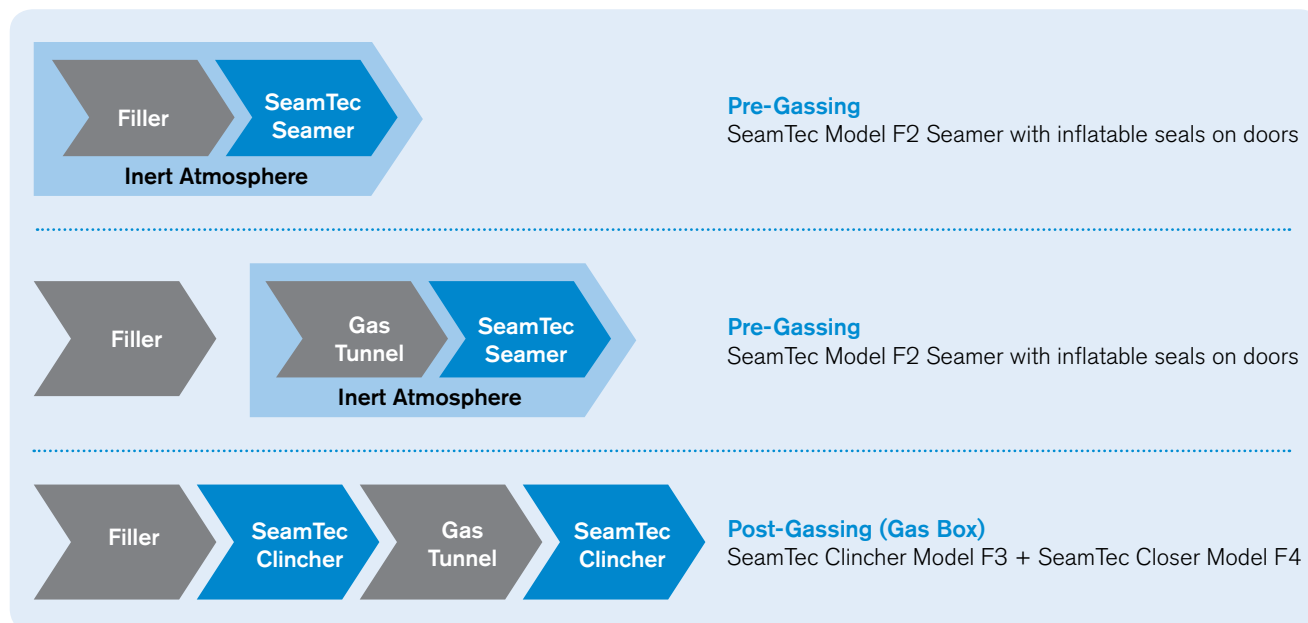 Filler
SeamTec
Seamer
Inert Atmosphere
Pre-Gassing
SeamTec Model F2 Seamer with inflatable seals on doors
Filler
Gas
Tunnel
SeamTec
Seamer
Inert Atmosphere
Pre-Gassing
SeamTec Model F2 Seamer with inflatable seals on doors
Filler
SeamTec
Clincher
Gas
Tunnel
SeamTec
Clincher
Post-Gassing (Gas Box)
SeamTec Clincher Model F3 + SeamTec Closer Model F4